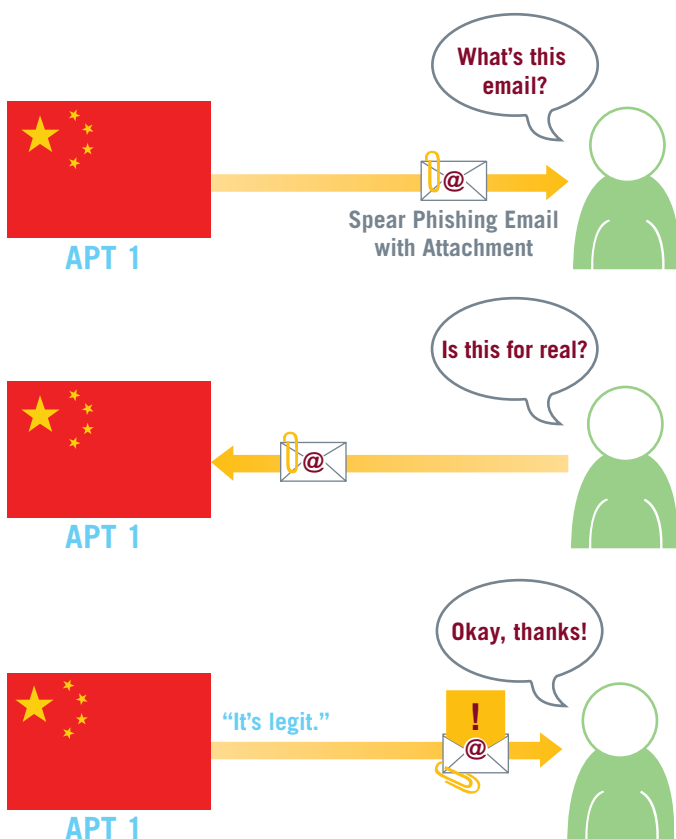 What's this
email?
@
Spear Phishing Email
with Attachment
APT 1
Is this for real?
@
APT 1
Okay, thanks!
"It's legit."
!
@
APT 1